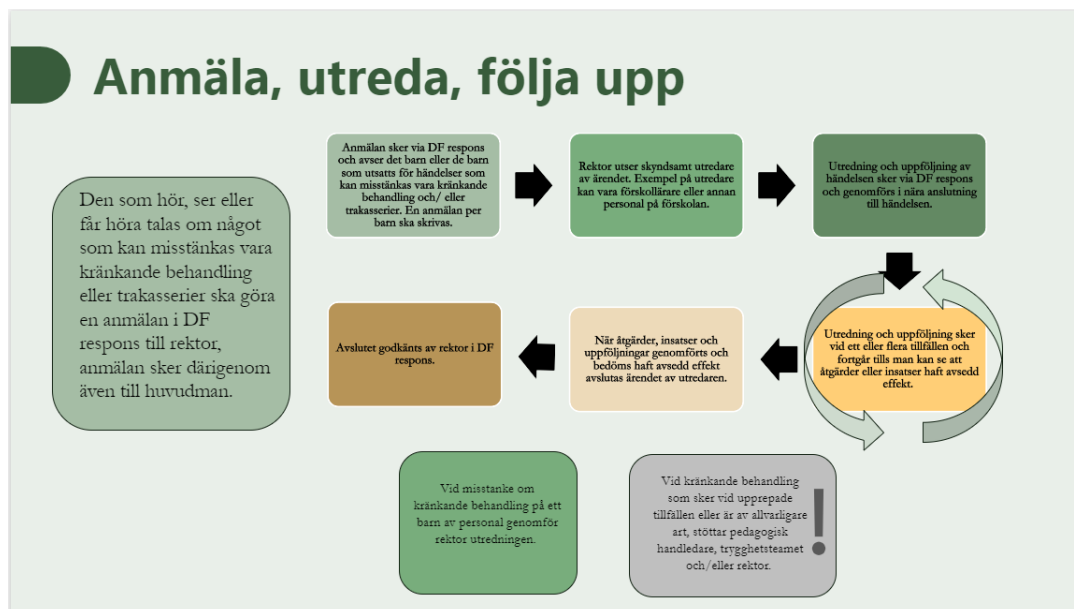 Anmäla, utreda, följa upp
Den som hör, ser eller
får höra talas om något
som kan misstänkas vara
kränkande behandling
eller trakasserier ska göra
en anmälan i DF
respons till rektor,
anmälan sker därigenom
även till huvudman.
Anmälan sker via DF respons
och avser det barn eller de barn
som utsatts för händelser som
kan misstänkas vara kränkande
behandling och/ eller
trakasserier. En anmälan per
barn ska skrivas.
Rektor utser skyndsamt utredare
av ärendet. Exempel på utredare
kan vara förskollärare eller annan
personal på förskolan.
Utredning och uppföljning av
händelsen sker via DF respons
och genomförs i nära anslutning
till händelsen.
Utredning och uppföljning sker
vid ett eller flera tillfällen och
fortgår tills man kan se att
åtgärder eller insatser haft avsedd
effekt.
När åtgärder, insatser och
uppföljningar genomförts och
bedöms haft avsedd effekt
avslutas ärendet av utredaren.
Avslutet godkänts av rektor i DF
respons.
Vid misstanke om
kränkande behandling på ett
barn av personal genomför
rektor utredningen.
Vid kränkande behandling
som sker vid upprepade
tillfällen eller är av allvarligare
art, stöttar pedagogisk
handledare, trygghetsteamet
och/eller rektor.
!